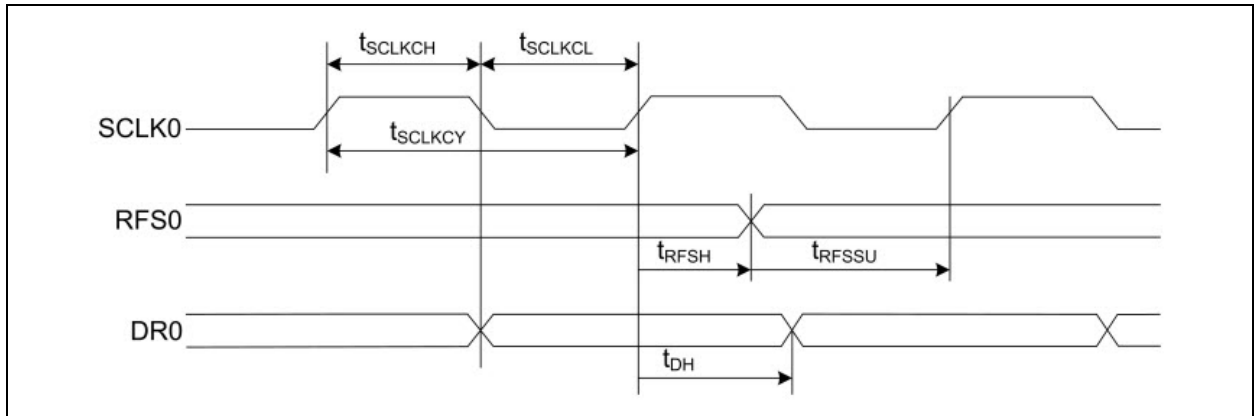 tSCLKCH
tSCLKCL
SCLK0
tSCLKCY
RFS0
tRFSH
tRFSSU
DR0
tDH